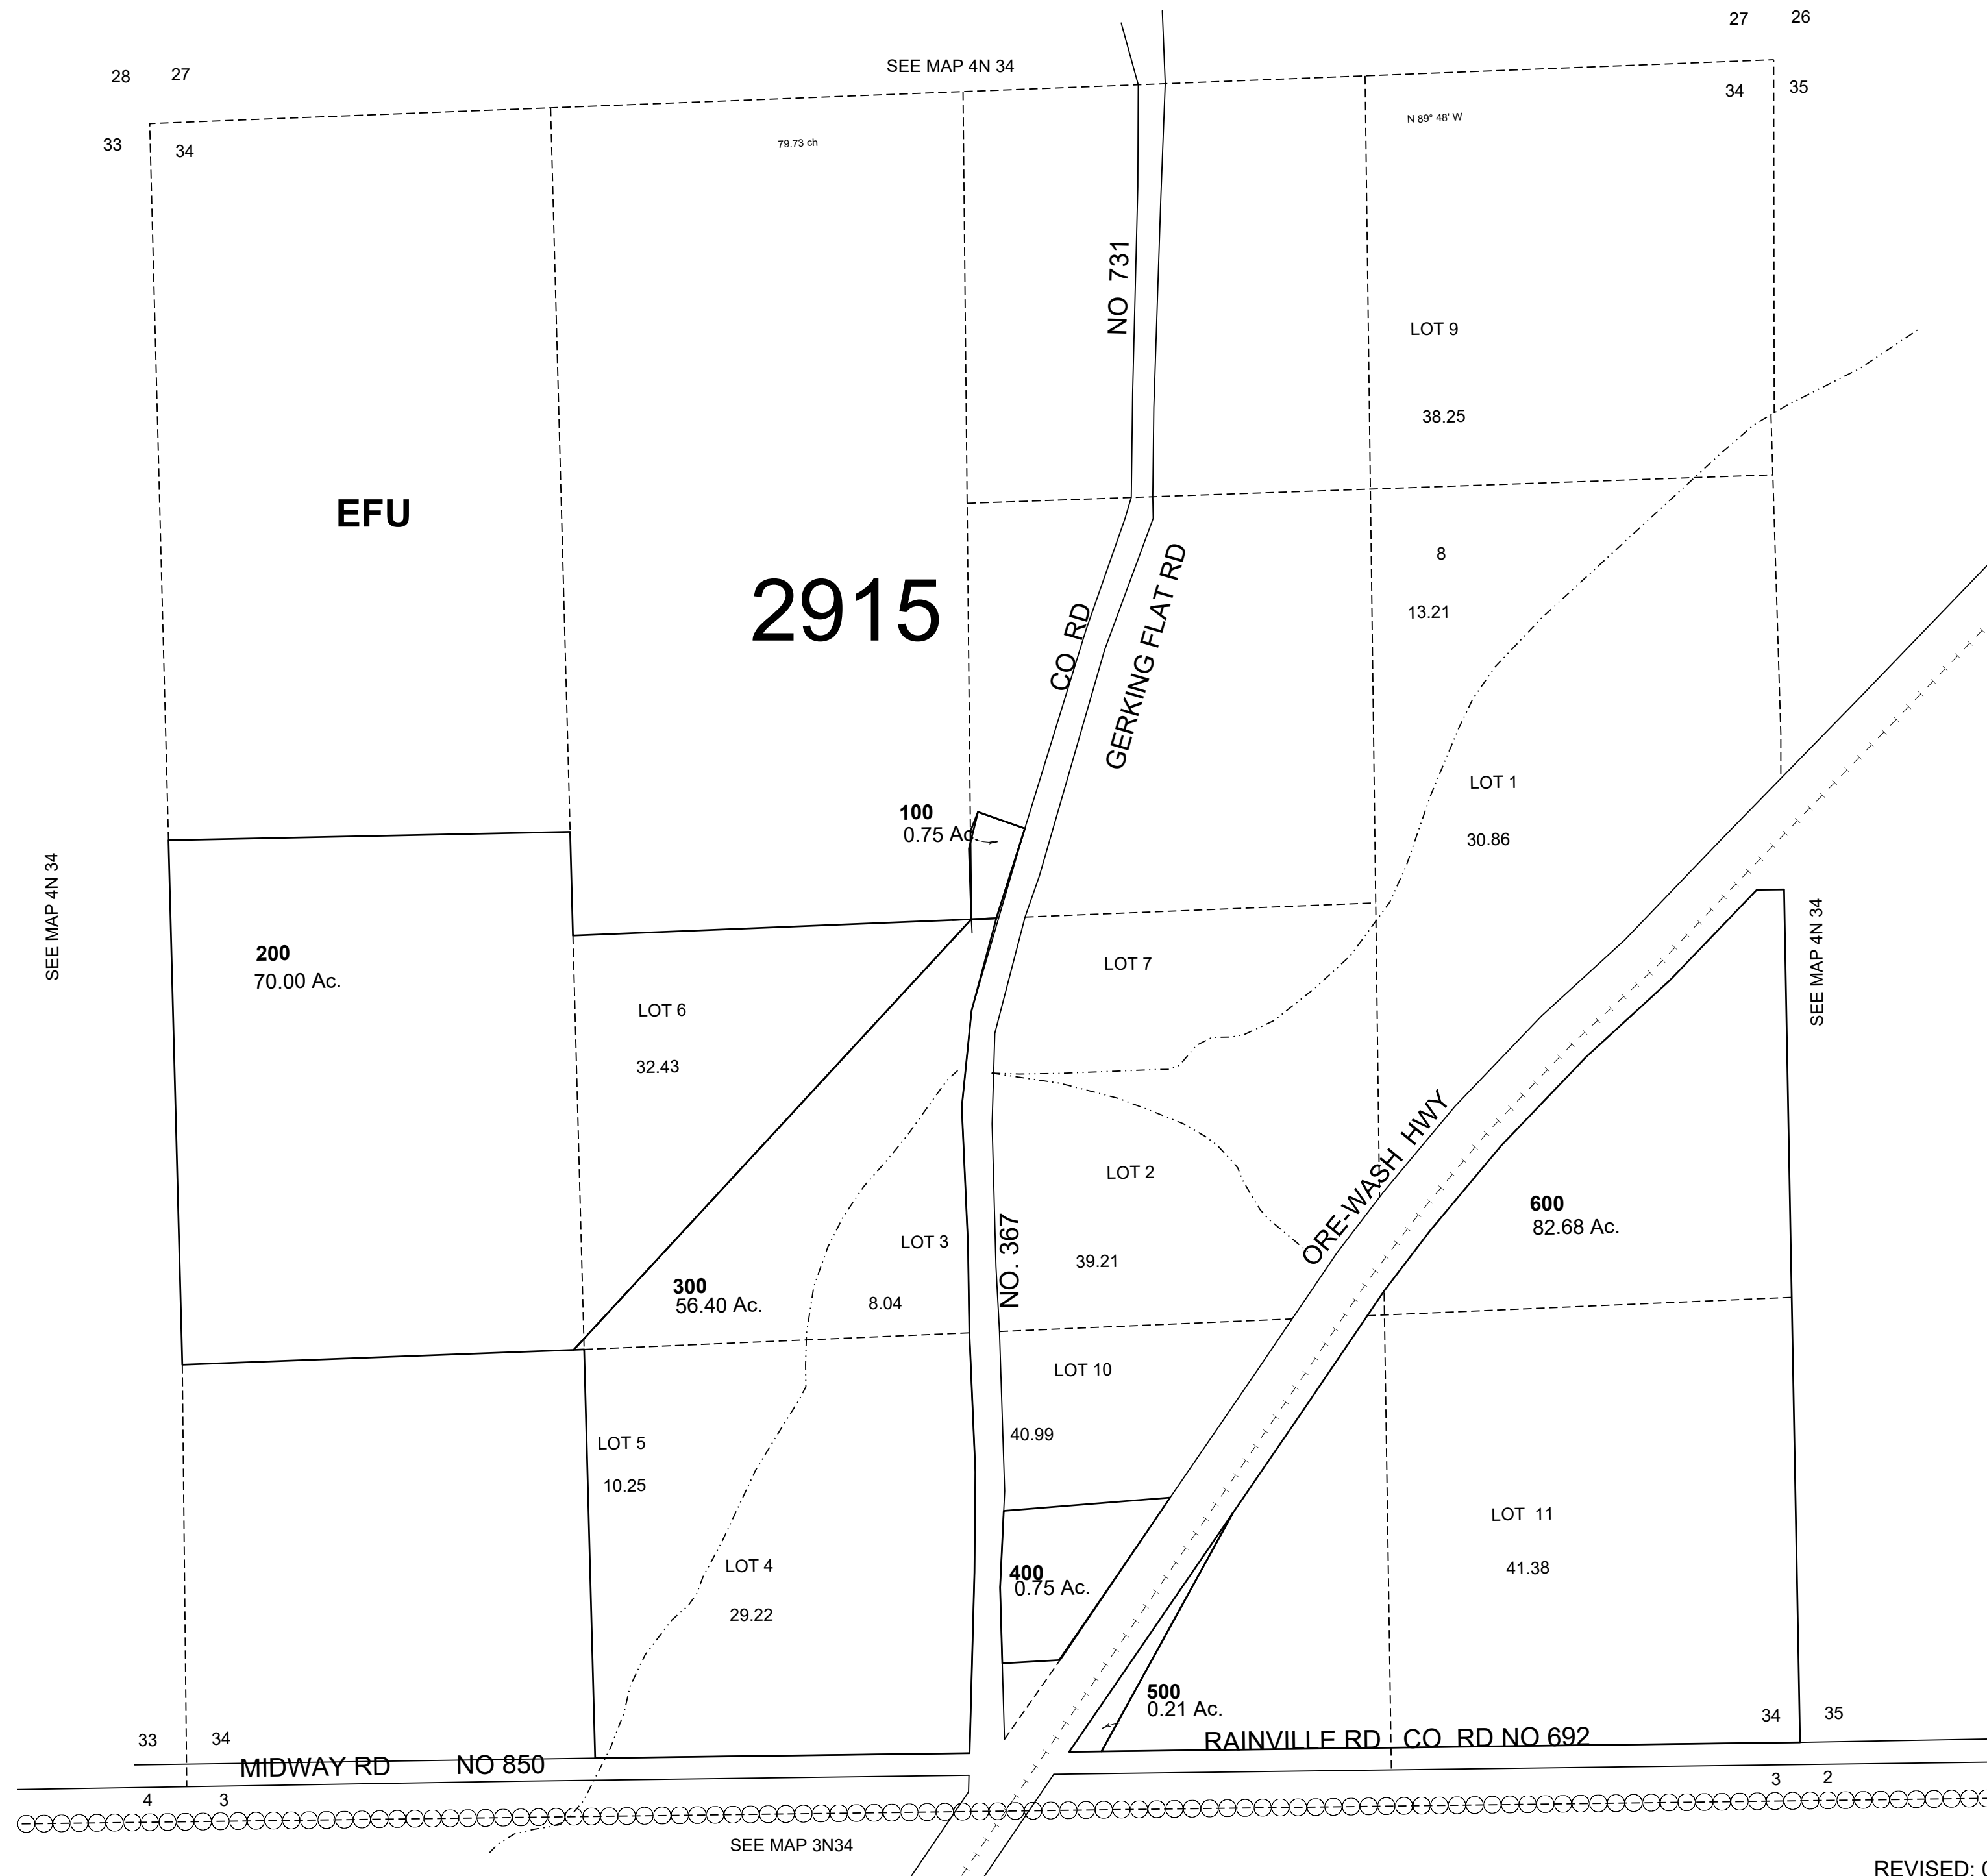 27 26
SEE MAP 4N 34
28 27
34 35
N 89° 48' W
79.73 ch
33 34
NO 731
LOT 9
38.25
EFU
8
2915
13.21
CO RD
GERKING FLAT RD
LOT 1
100
0.75 Ac.
30.86
SEE MAP 4N 34
200
70.00 Ac.
LOT 7
SEE MAP 4N 34
LOT 6
32.43
ORE-WASH HWY
LOT 2
600
82.68 Ac.
LOT 3
NO. 367
39.21
300
56.40 Ac.
8.04
LOT 10
40.99
LOT 5
10.25
LOT 11
41.38
LOT 4
29.22
400
0.75 Ac.
500
0.21 Ac.
34 35
33 34
RAINVILLE RD CO RD NO 692
MIDWAY RD NO 850
3 2
4 3
SEE MAP 3N34
REVISED: